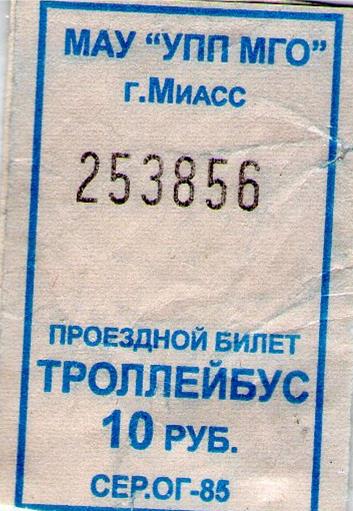 МАУ "УПП МГО"
г.Миасс
253856
ПРОЕЗДНОЙ БИЛЕТ
ТРОЛЛЕЙБУС
10 РУБ.
СЕР.ОГ-85